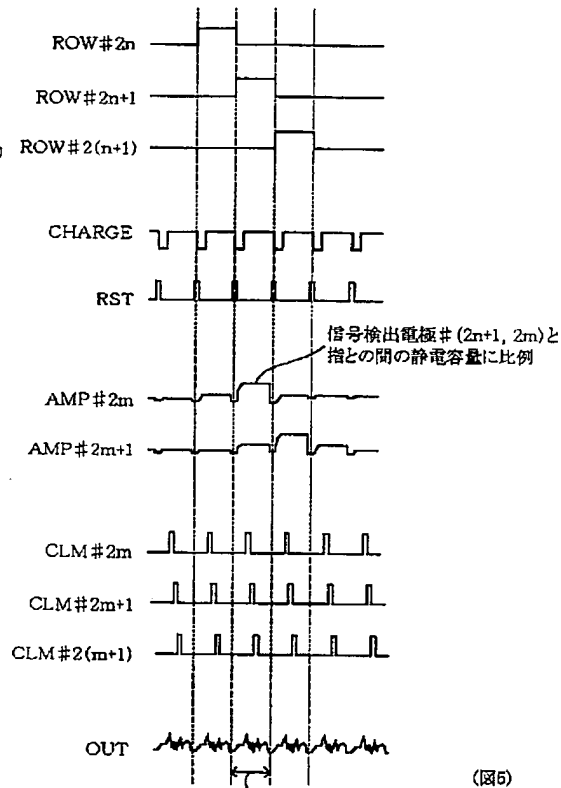 ROW#2n
ROW#2n+1
ROW#2(n+1)
CHARGE
RST
信号検出電極#(2n+1, 2m)と
指との間の静電容量に比例
AMP#2m
AMP#2m+1
CLM#2m
CLM#2m+1
CLM#2(m+1)
OUT
(図5)